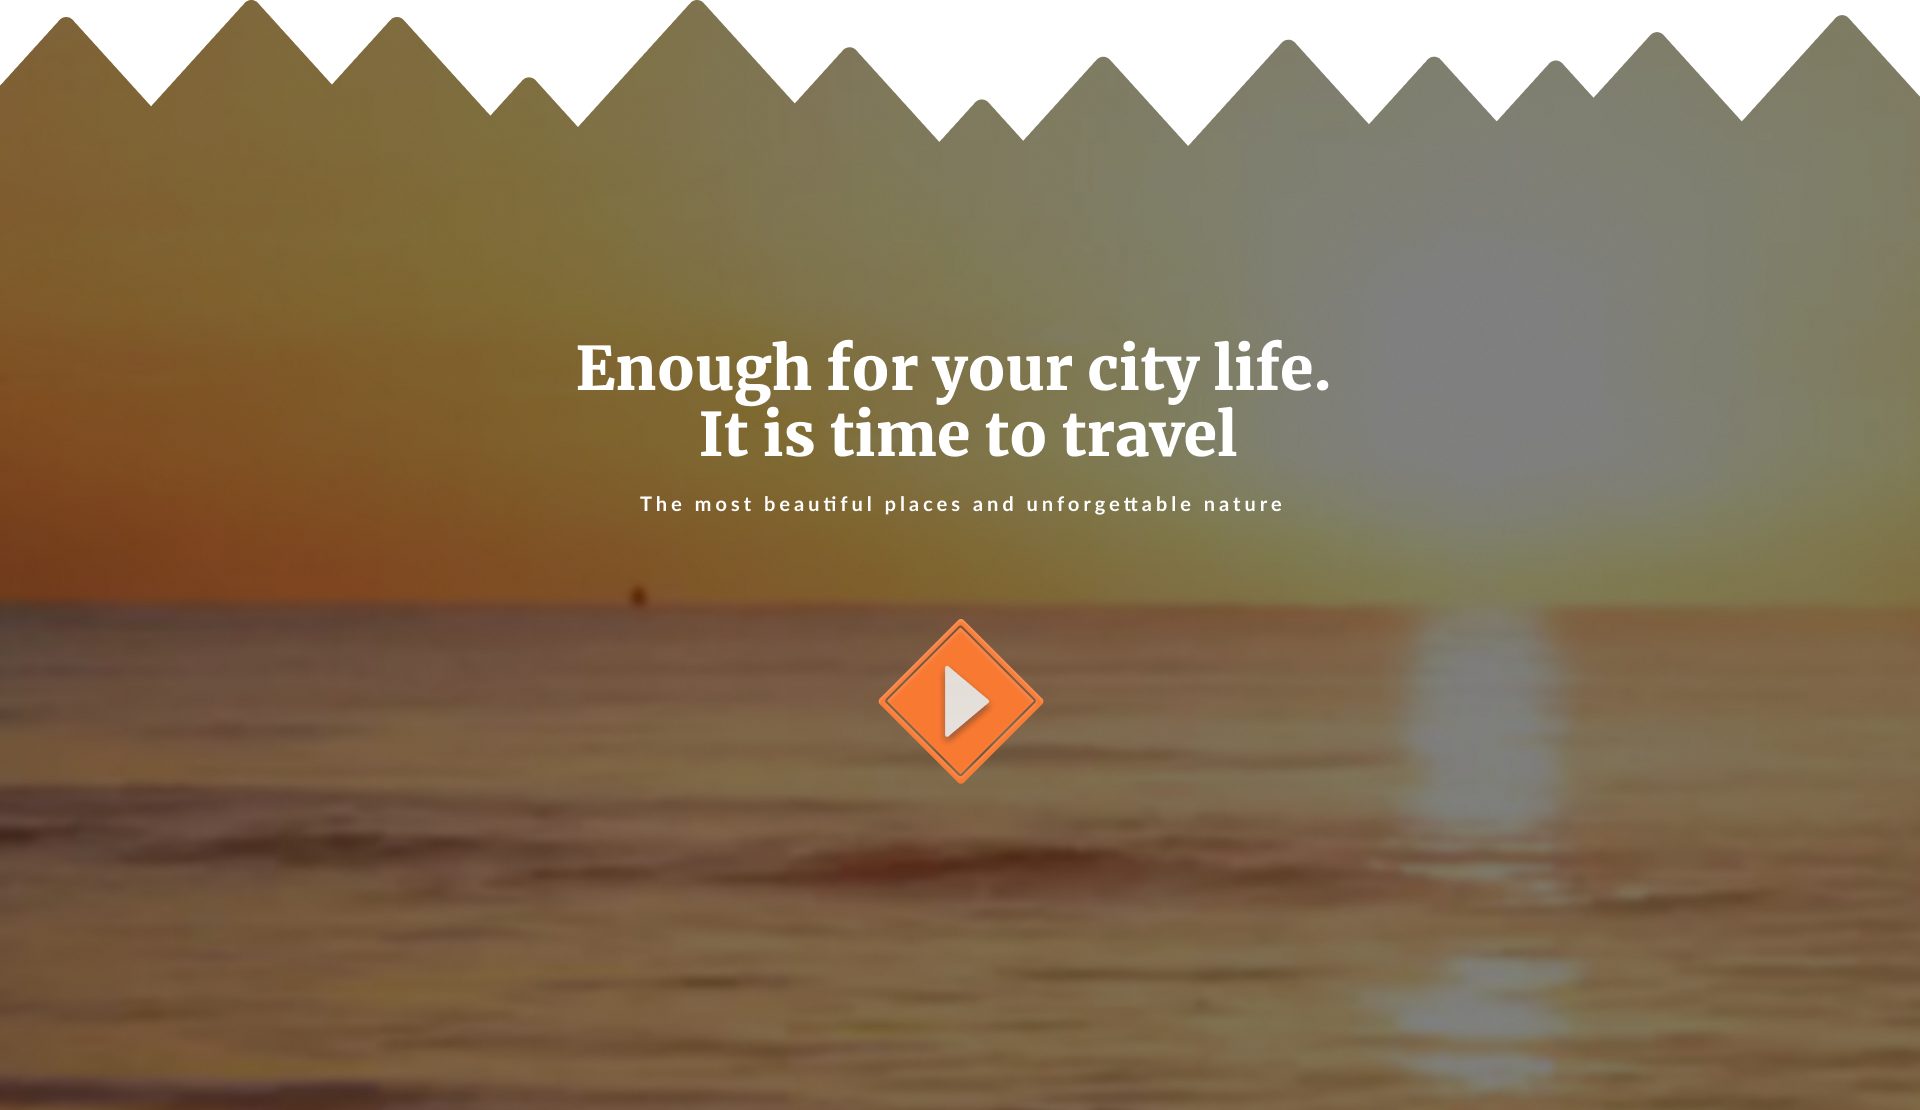 Enough for your city life.
It is time to travel
The most beautiful places and unforgettable nature